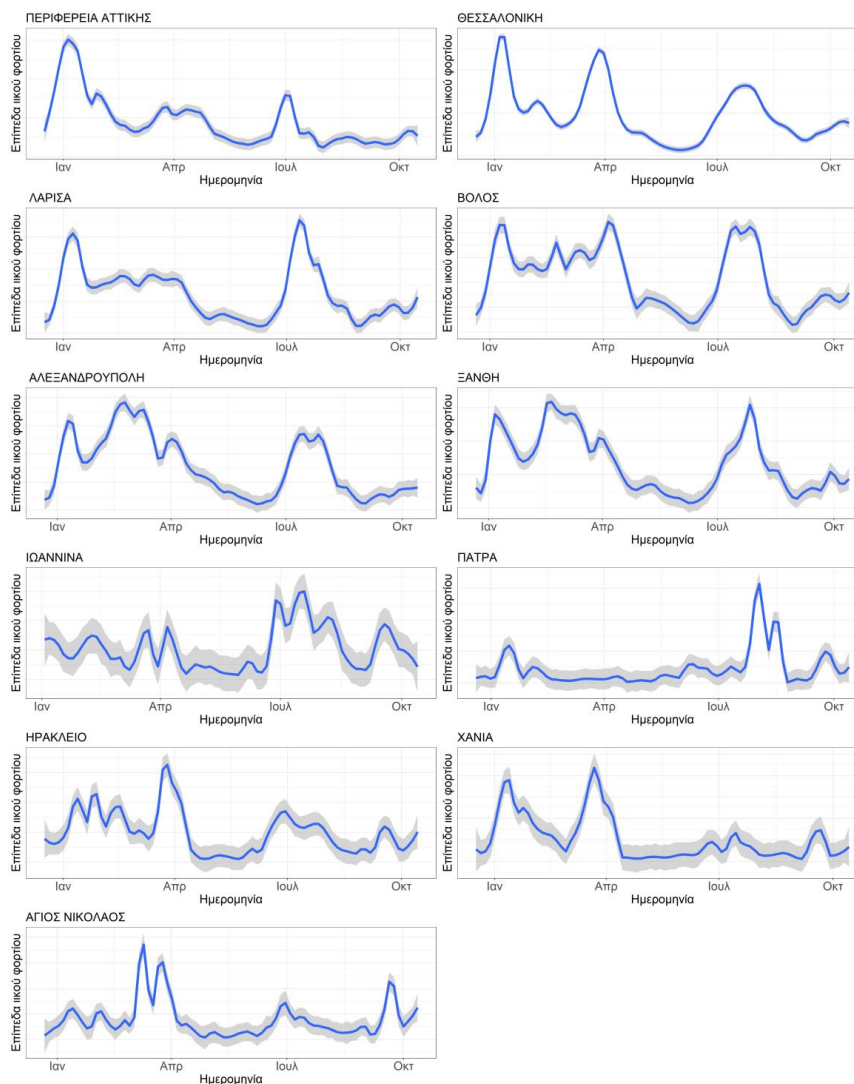 ΠΕΡΙΦΕΡΕΙΑ ΑΤΤΙΚΗΣ
Επίπεδα ιικού φορτίου
Ιαν Απρ Ιουλ Οκτ
Ημερομηνία
ΘΕΣΣΑΛΟΝΙΚΗ
Επίπεδα ιικού φορτίου
Ιαν Απρ Ιουλ Οκτ
Ημερομηνία
ΛΑΡΙΣΑ
Επίπεδα ιικού φορτίου
Ιαν Απρ Ιουλ Οκτ
Ημερομηνία
ΒΟΛΟΣ
Επίπεδα ιικού φορτίου
Ιαν Απρ Ιουλ Οκτ
Ημερομηνία
ΑΛΕΞΑΝΔΡΟΥΠΟΛΗ
Επίπεδα ιικού φορτίου
Ιαν Απρ Ιουλ Οκτ
Ημερομηνία
ΞΑΝΘΗ
Επίπεδα ιικού φορτίου
Ιαν Απρ Ιουλ Οκτ
Ημερομηνία
ΙΩΑΝΝΙΝΑ
Επίπεδα ιικού φορτίου
Ιαν Απρ Ιουλ Οκτ
Ημερομηνία
ΠΑΤΡΑ
Επίπεδα ιικού φορτίου
Ιαν Απρ Ιουλ Οκτ
Ημερομηνία
ΗΡΑΚΛΕΙΟ
Επίπεδα ιικού φορτίου
Ιαν Απρ Ιουλ Οκτ
Ημερομηνία
ΧΑΝΙΑ
Επίπεδα ιικού φορτίου
Ιαν Απρ Ιουλ Οκτ
Ημερομηνία
ΑΓΙΟΣ ΝΙΚΟΛΑΟΣ
Επίπεδα ιικού φορτίου
Ιαν Απρ Ιουλ Οκτ
Ημερομηνία